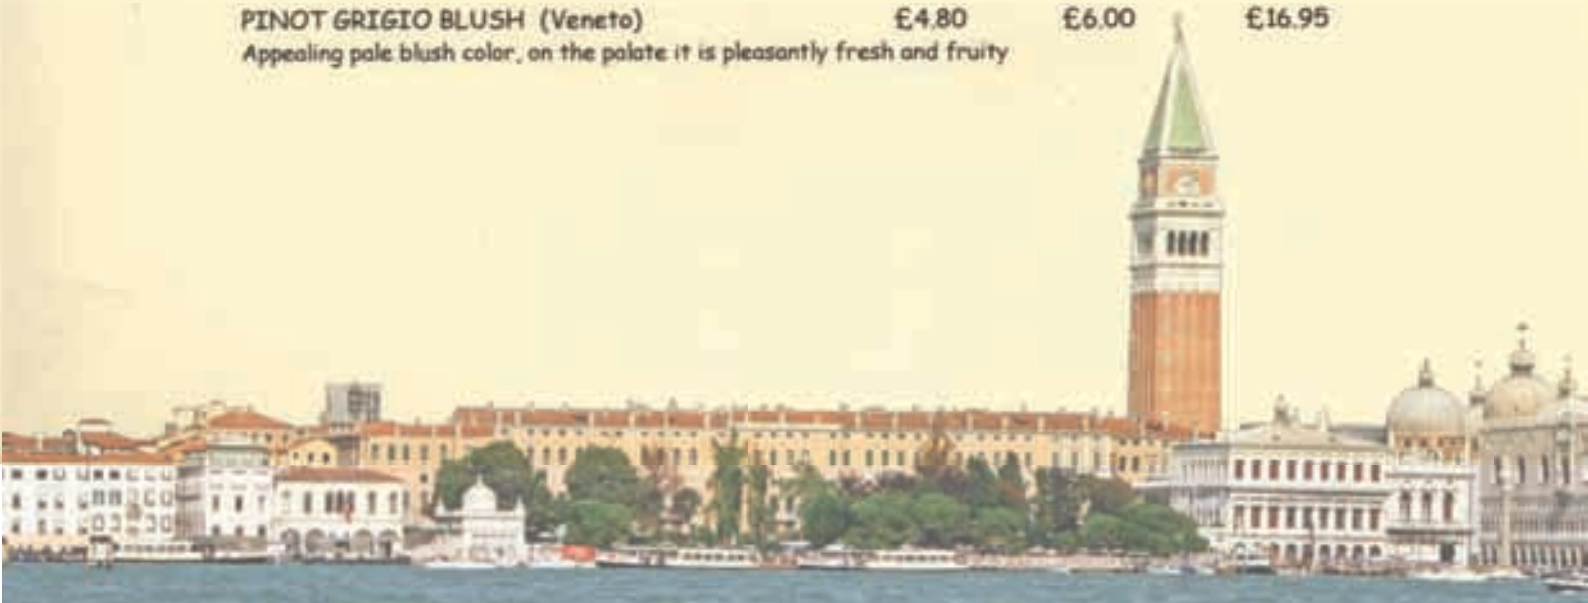 PINOT GRIGIO BLUSH (Veneto) £4.80 £6.00 £16.95
Appealing pale blush color, on the palate it is pleasantly fresh and fruity